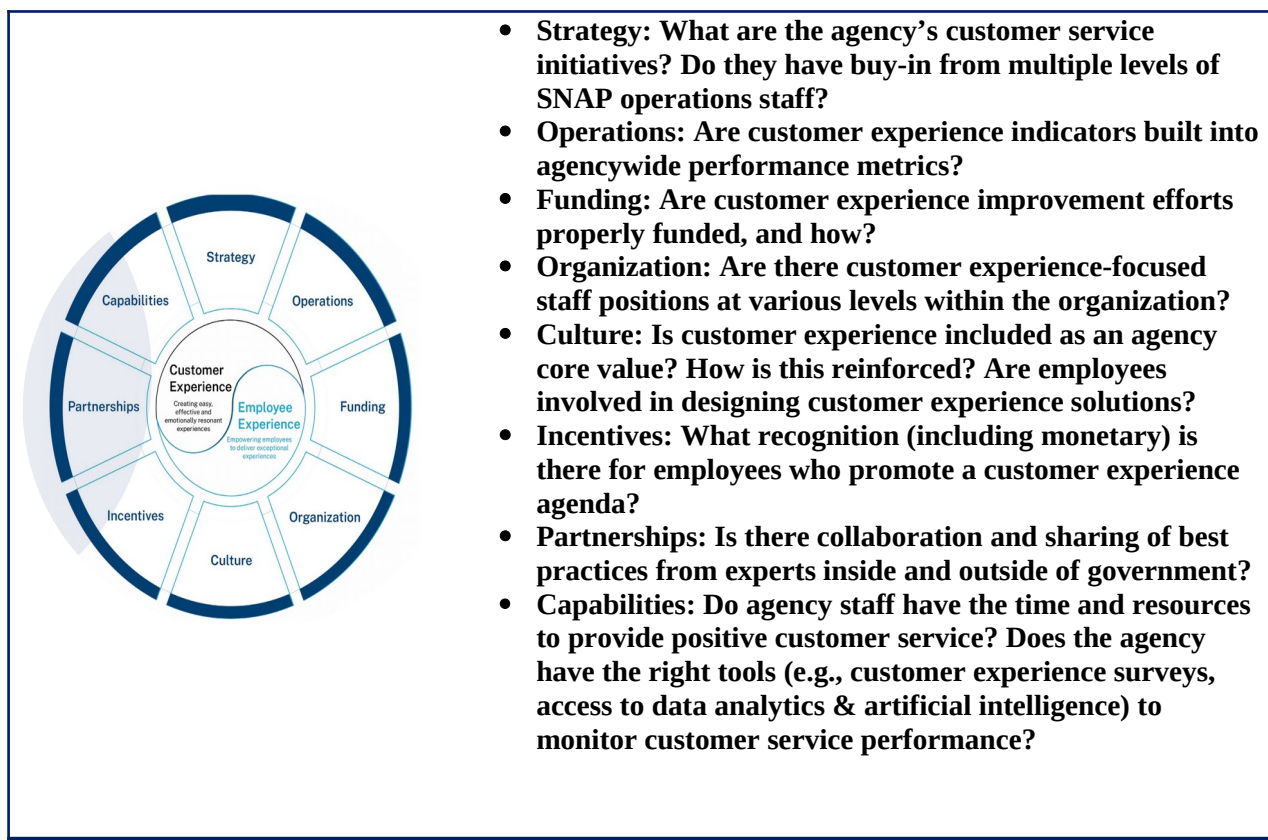 Strategy
Operations
Funding
Organization
Culture
Incentives
Partnerships
Capabilities
Customer
Experience
Creating easy,
effective and
emotionally resonant
experiences
Employee
Experience
Empowering employees
to deliver exceptional
experiences
• Strategy: What are the agency’s customer service
initiatives? Do they have buy-in from multiple levels of
SNAP operations staff?
• Operations: Are customer experience indicators built into
agencywide performance metrics?
• Funding: Are customer experience improvement efforts
properly funded, and how?
• Organization: Are there customer experience-focused
staff positions at various levels within the organization?
• Culture: Is customer experience included as an agency
core value? How is this reinforced? Are employees
involved in designing customer experience solutions?
• Incentives: What recognition (including monetary) is
there for employees who promote a customer experience
agenda?
• Partnerships: Is there collaboration and sharing of best
practices from experts inside and outside of government?
• Capabilities: Do agency staff have the time and resources
to provide positive customer service? Does the agency
have the right tools (e.g., customer experience surveys,
access to data analytics & artificial intelligence) to
monitor customer service performance?